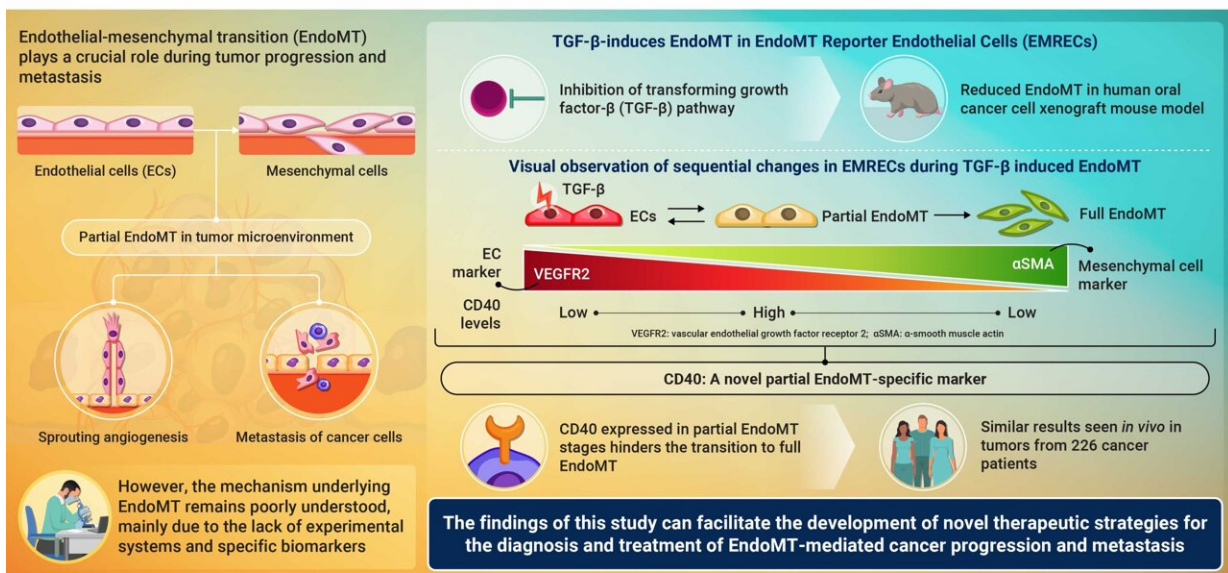 Endothelial-mesenchymal transition (EndoMT)
plays a crucial role during tumor progression and
metastasis
Endothelial cells (ECs)
Mesenchymal cells
Partial EndoMT in tumor microenvironment
Sprouting angiogenesis
Metastasis of cancer cells
However, the mechanism underlying
EndoMT remains poorly understood,
mainly due to the lack of experimental
systems and specific biomarkers
TGF-β-induces EndoMT in EndoMT Reporter Endothelial Cells (EMRECs)
Inhibition of transforming growth
factor-β (TGF-β) pathway
Reduced EndoMT in human oral
cancer cell xenograft mouse model
Visual observation of sequential changes in EMRECs during TGF-β induced EndoMT
TGF-β
ECs
Partial EndoMT
Full EndoMT
EC
marker
VEGFR2
αSMA
Mesenchymal cell
marker
CD40
levels
Low
High
Low
VEGFR2: vascular endothelial growth factor receptor 2; αSMA: α-smooth muscle actin
CD40: A novel partial EndoMT-specific marker
CD40 expressed in partial EndoMT
stages hinders the transition to full
EndoMT
Similar results seen in vivo in
tumors from 226 cancer
patients
The findings of this study can facilitate the development of novel therapeutic strategies for
the diagnosis and treatment of EndoMT-mediated cancer progression and metastasis